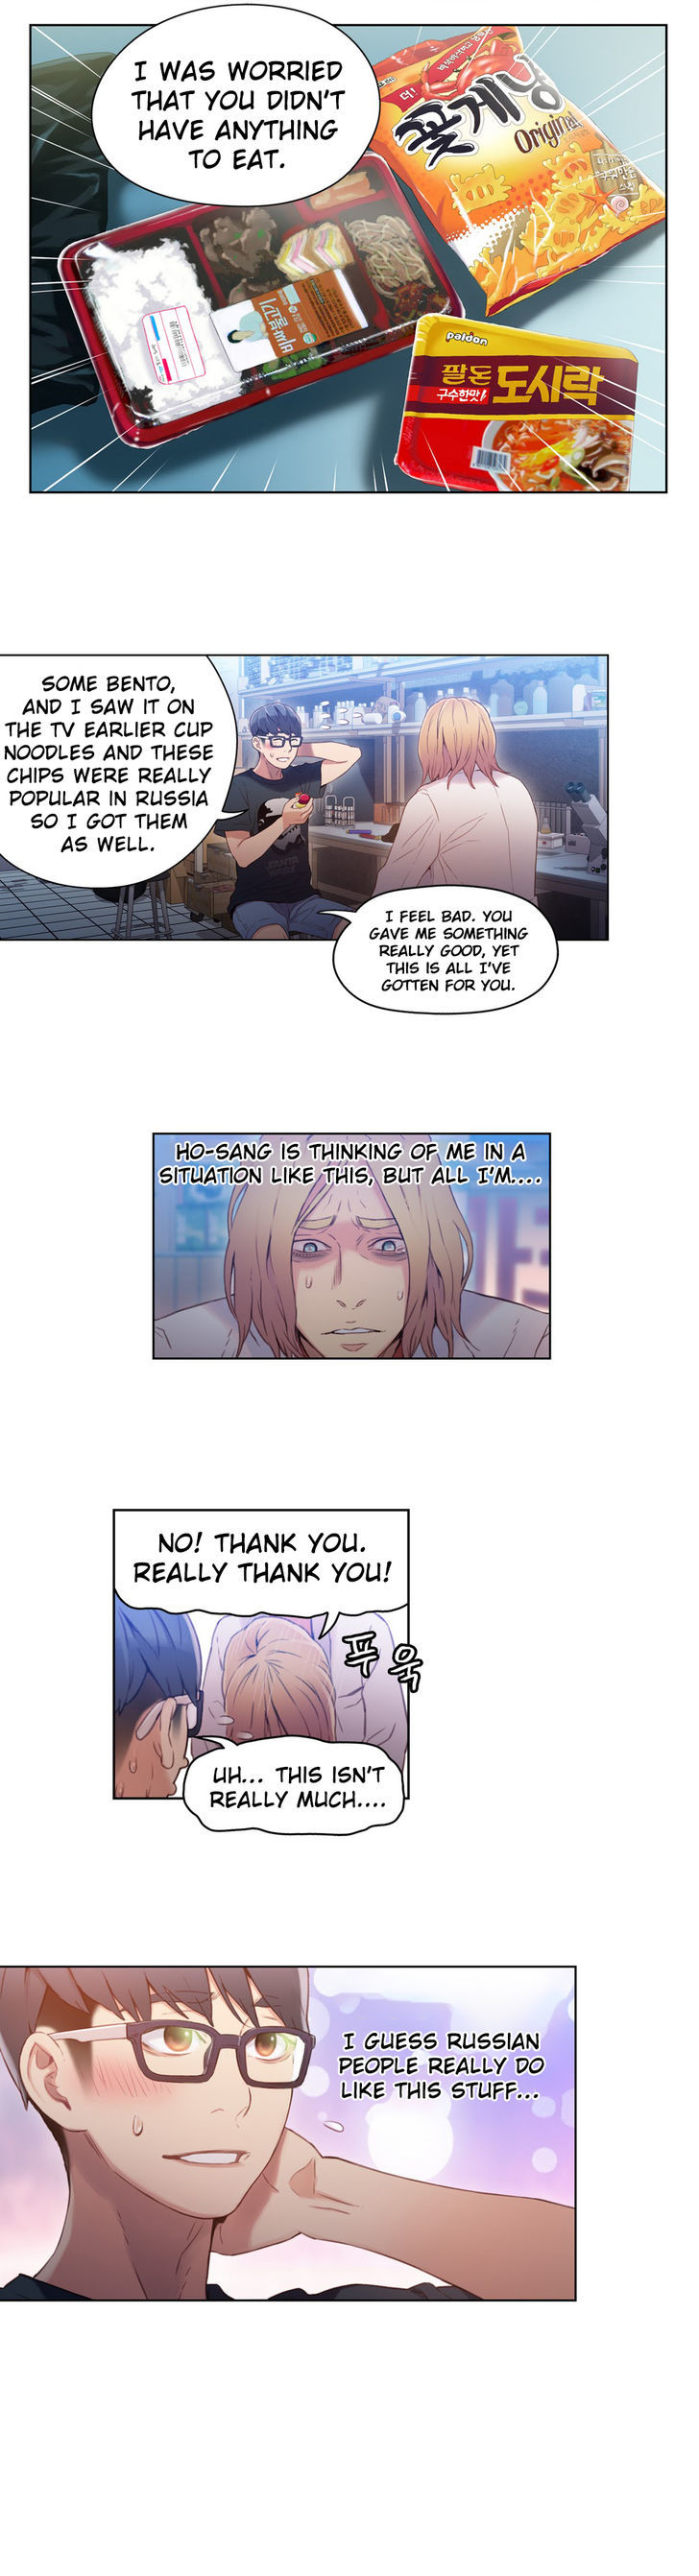 I WAS WORRIED
THAT YOU DIDN'T
HAVE ANYTHING
TO EAT.
더!
꽃게낭
Original
paldon
팔돈
구수한맛!
도시락
SOME BENTO,
AND I SAW IT ON
THE TV EARLIER CUP
NOODLES AND THESE
CHIPS WERE REALLY
POPULAR IN RUSSIA
SO I GOT THEM
AS WELL.
I FEEL BAD. YOU
GAVE ME SOMETHING
REALLY GOOD, YET
THIS IS ALL I'VE
GOTTEN FOR YOU.
HO-SANG IS THINKING OF ME IN A
SITUATION LIKE THIS, BUT ALL I'M....
NO! THANK YOU.
REALLY THANK YOU!
푸욱
UH... THIS ISN'T
REALLY MUCH....
I GUESS RUSSIAN
PEOPLE REALLY DO
LIKE THIS STUFF...